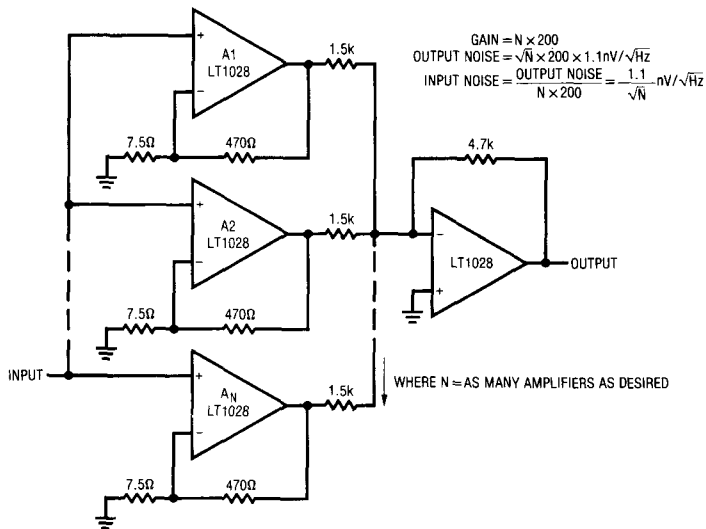 GAIN = N × 200
OUTPUT NOISE = √N × 200 × 1.1nV/√Hz
INPUT NOISE = OUTPUT NOISE / N × 200 = 1.1 / √N nV/√Hz
+
A1
LT1028
−
1.5k
7.5Ω
470Ω
+
A2
LT1028
−
1.5k
7.5Ω
470Ω
4.7k
−
LT1028
+
OUTPUT
INPUT
+
AN
LT1028
−
1.5k
WHERE N = AS MANY AMPLIFIERS AS DESIRED
7.5Ω
470Ω